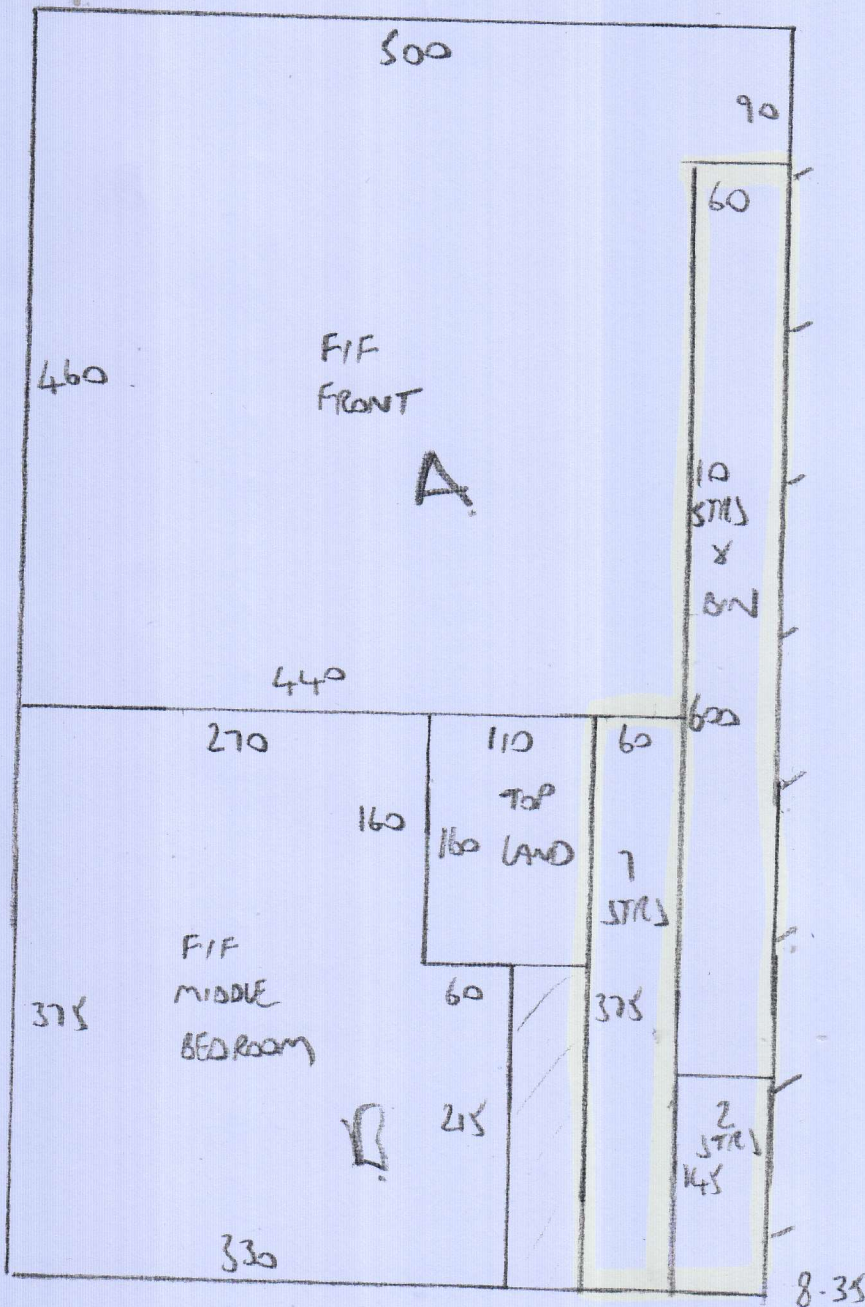 500
90
60
460
F/F
FRONT
A
10
STRS
&
BIN
440
600
270
110
60
160
160
TOP
LAND
7
STRS
F/F
MIDDLE
BEDROOM
375
60
375
215
B
2
STRS
145
330
8.35